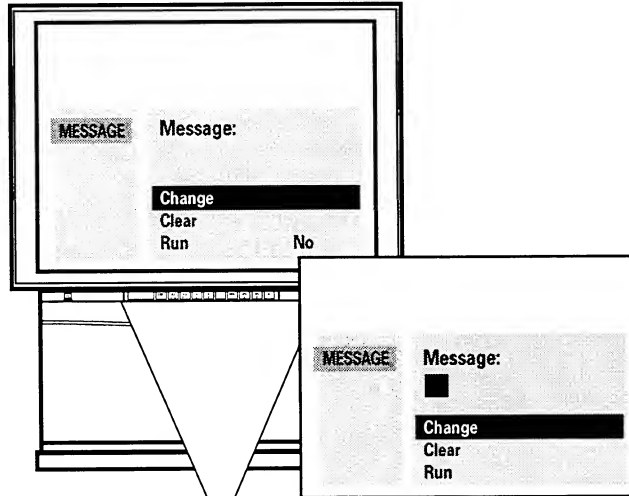 MESSAGE Message:
Change
Clear
Run No
MESSAGE Message:
Change
Clear
Run